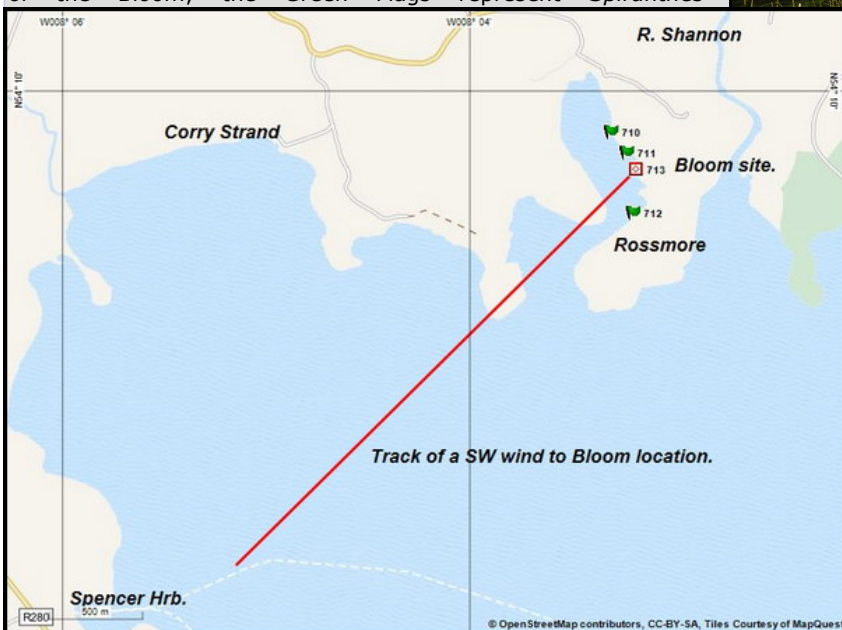 of the Bloom, the Green Flags represent Spiranthes
W008° 06'
W008° 04'
R. Shannon
N54° 10'
N54° 10'
Corry Strand
710
711
713
Bloom site.
712
Rossmore
Track of a SW wind to Bloom location.
Spencer Hrb.
R280
500 m
© OpenStreetMap contributors, CC-BY-SA, Tiles Courtesy of MapQuest